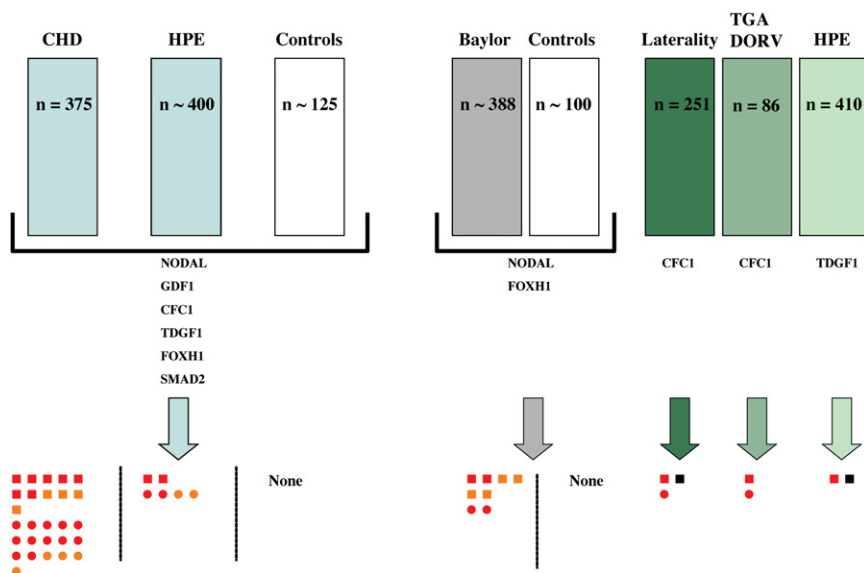 CHD
HPE
Controls
n = 375
n ~ 400
n ~ 125
NODAL
GDF1
CFC1
TDGF1
FOXH1
SMAD2
None
Baylor
Controls
n ~ 388
n ~ 100
NODAL
FOXH1
None
Laterality
TGA
DORV
HPE
n = 251
n = 86
n = 410
CFC1
CFC1
TDGF1